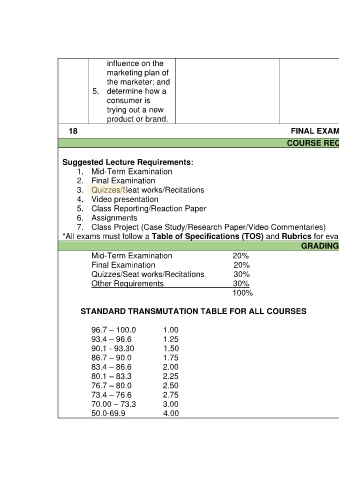 influence on the
marketing plan of
the marketer; and
5. determine how a
consumer is
trying out a new
product or brand.
18 FINAL EXAM
COURSE REQ
Suggested Lecture Requirements:
1. Mid-Term Examination
2. Final Examination
3. Quizzes/Seat works/Recitations
4. Video presentation
5. Class Reporting/Reaction Paper
6. Assignments
7. Class Project (Case Study/Research Paper/Video Commentaries)
*All exams must follow a Table of Specifications (TOS) and Rubrics for eva
GRADING
Mid-Term Examination 20%
Final Examination 20%
Quizzes/Seat works/Recitations 30%
Other Requirements 30%
100%
STANDARD TRANSMUTATION TABLE FOR ALL COURSES
96.7 – 100.0 1.00
93.4 – 96.6 1.25
90.1 - 93.30 1.50
86.7 – 90.0 1.75
83.4 – 86.6 2.00
80.1 – 83.3 2.25
76.7 – 80.0 2.50
73.4 – 76.6 2.75
70.00 – 73.3 3.00
50.0-69.9 4.00